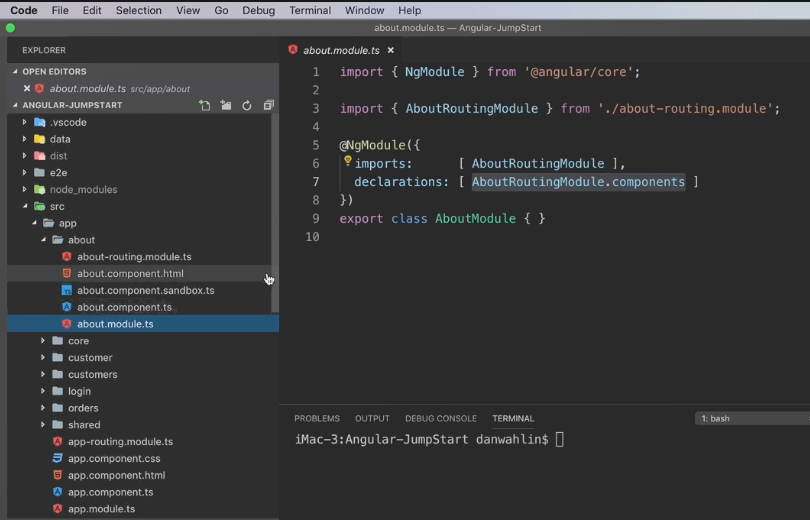 Code File Edit Selection View Go Debug Terminal Window Help
about.module.ts — Angular-JumpStart
EXPLORER
OPEN EDITORS
about.module.ts src/app/about
ANGULAR-JUMPSTART
.vscode
data
dist
e2e
node_modules
src
app
about
about-routing.module.ts
about.component.html
about.component.sandbox.ts
about.component.ts
about.module.ts
core
customer
customers
login
orders
shared
app-routing.module.ts
app.component.css
app.component.html
app.component.ts
app.module.ts
about.module.ts ×
1 import { NgModule } from '@angular/core';
2
3 import { AboutRoutingModule } from './about-routing.module';
4
5 @NgModule({
6 imports: [ AboutRoutingModule ],
7 declarations: [ AboutRoutingModule.components ]
8 })
9 export class AboutModule { }
10
PROBLEMS OUTPUT DEBUG CONSOLE TERMINAL 1: bash
iMac-3:Angular-JumpStart danwahlin$